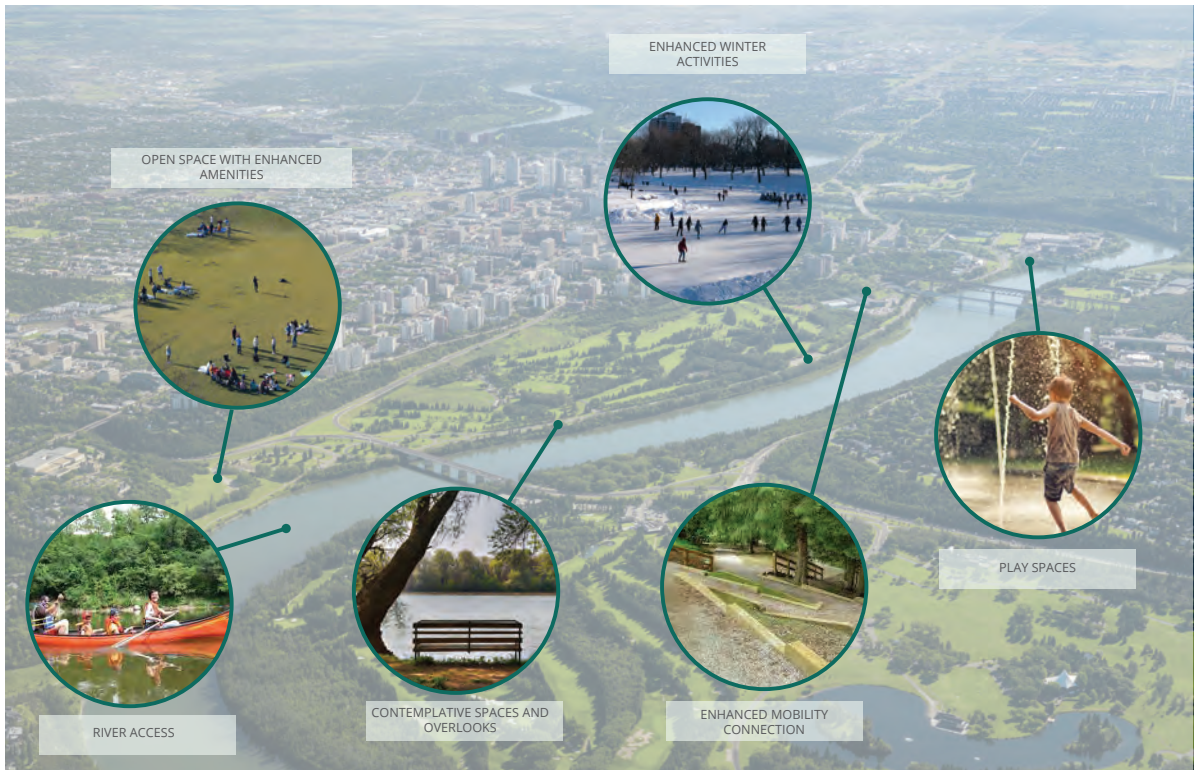 ENHANCED WINTER
ACTIVITIES
OPEN SPACE WITH ENHANCED
AMENITIES
PLAY SPACES
CONTEMPLATIVE SPACES AND
OVERLOOKS
ENHANCED MOBILITY
CONNECTION
RIVER ACCESS